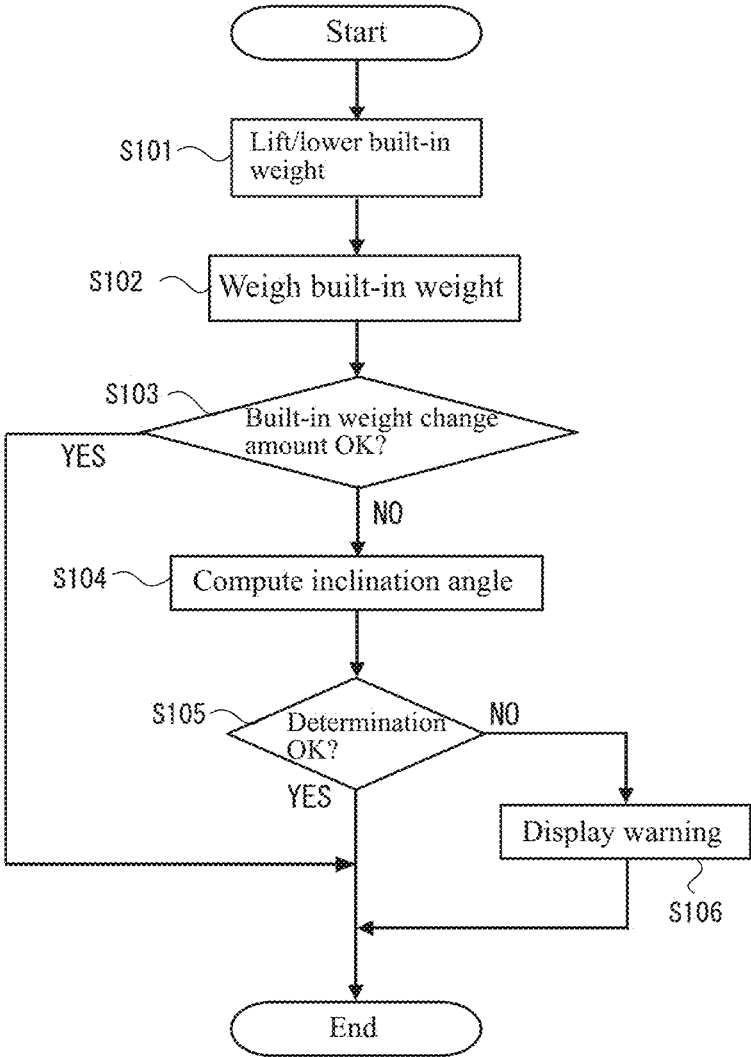 Start
S101
Lift/lower built-in
weight
S102
Weigh built-in weight
S103
Built-in weight change
amount OK?
YES
NO
S104
Compute inclination angle
S105
Determination
OK?
NO
YES
Display warning
S106
End